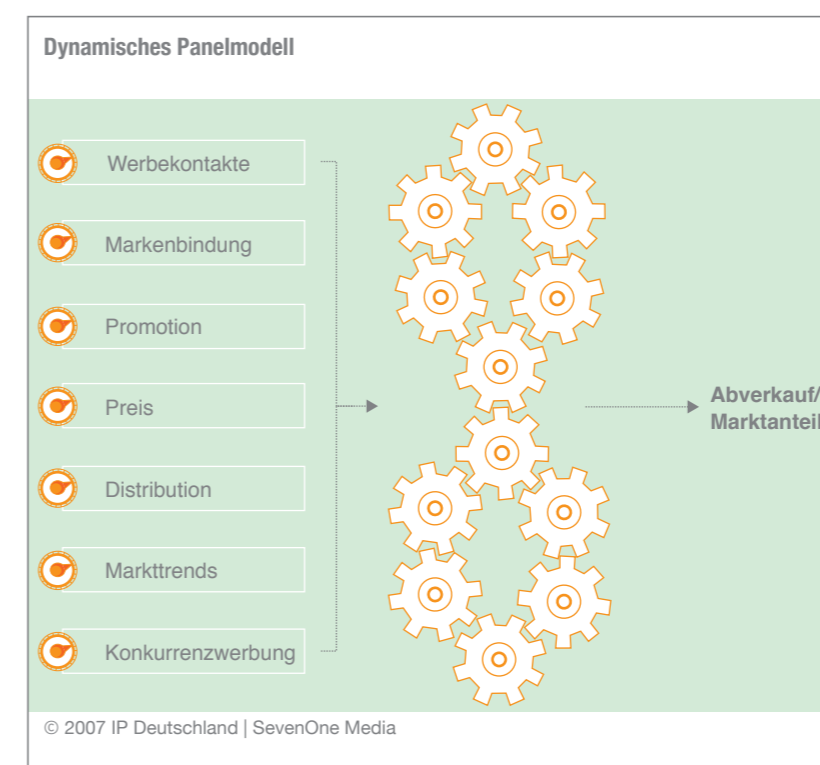 Dynamisches Panelmodell
Werbekontakte
Markenbindung
Promotion
Preis
Distribution
Markttrends
Konkurrenzwerbung
Abverkauf/
Marktanteil
© 2007 IP Deutschland | SevenOne Media